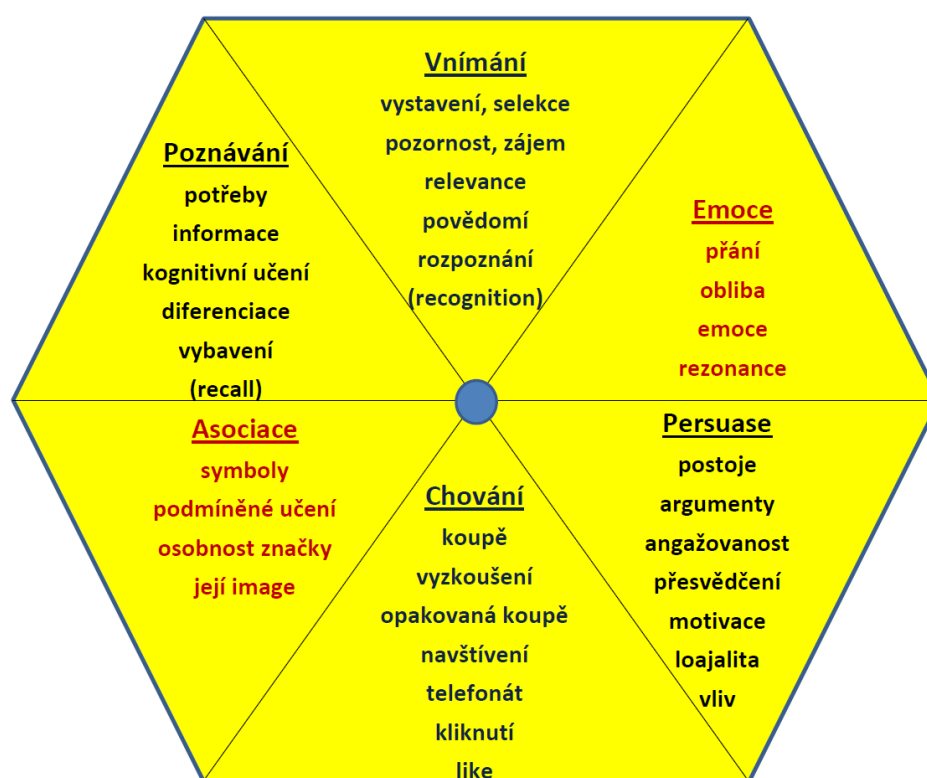 Vnímání
vystavení, selekce
pozornost, zájem
relevance
povědomí
rozpoznání
(recognition)
Poznávání
potřeby
informace
kognitivní učení
diferenciace
vybavení
(recall)
Emoce
přání
obliba
emoce
rezonance
Asociace
symboly
podmíněné učení
osobnost značky
její image
Chování
koupě
vyzkoušení
opakovaná koupě
navštívení
telefonát
kliknutí
like
Persuase
postoje
argumenty
angažovanost
přesvědčení
motivace
loajalita
vliv